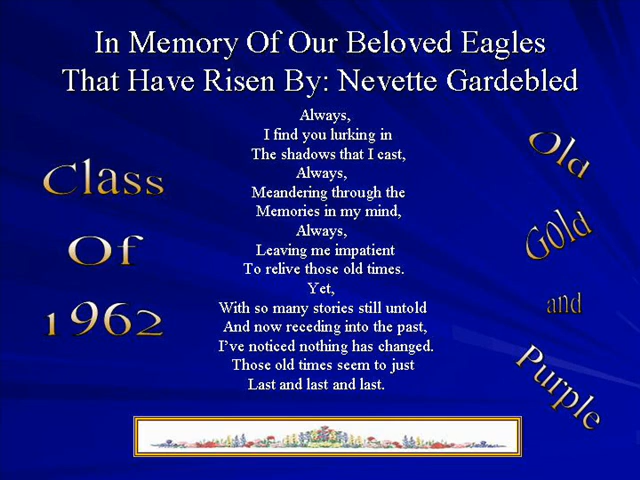 In Memory Of Our Beloved Eagles
That Have Risen By: Nevette Gardebled
Always,
I find you lurking in
The shadows that I cast,
Always,
Meandering through the
Memories in my mind,
Always,
Leaving me impatient
To relive those old times.
Yet,
With so many stories still untold
And now receding into the past,
I've noticed nothing has changed.
Those old times seem to just
Last and last and last.
Class
Of
1962
Old
Gold
and
Purple